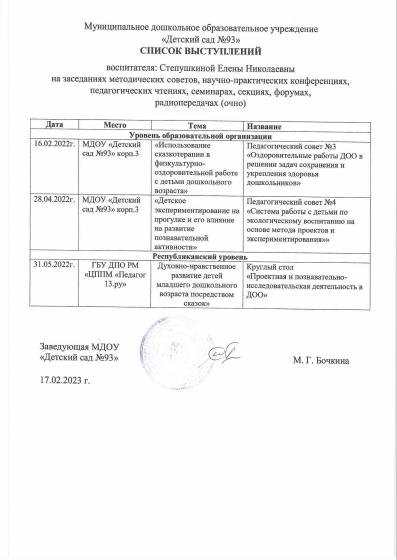 Муниципальное дошкольное образовательное учреждение
«Детский сад №93»
СПИСОК ВЫСТУПЛЕНИЙ
воспитателя: Степушкиной Елены Николаевны
на заседаниях методических советов, научно-практических конференциях,
педагогических чтениях, семинарах, секциях, форумах,
радиопередачах (очно)
Дата Место Тема Название
Уровень образовательной организации
16.02.2022г. МДОУ «Детский сад №93» корп.3 «Использование сказкотерапии в физкультурно-оздоровительной работе с детьми дошкольного возраста» Педагогический совет №3 «Оздоровительные работы ДОО в решении задач сохранения и укрепления здоровья дошкольников»
28.04.2022г. МДОУ «Детский сад №93» корп.3 «Детское экспериментирование на прогулке и его влияние на развитие познавательной активности» Педагогический совет №4 «Система работы с детьми по экологическому воспитанию на основе метода проектов и экспериментирования»»
Республиканский уровень
31.05.2022г. ГБУ ДПО РМ «ЦППМ «Педагог 13.ру» Духовно-нравственное развитие детей младшего дошкольного возраста посредством сказок» Круглый стол «Проектная и познавательно-исследовательская деятельность в ДОО»
Заведующая МДОУ
«Детский сад №93»
М. Г. Бочкина
17.02.2023 г.